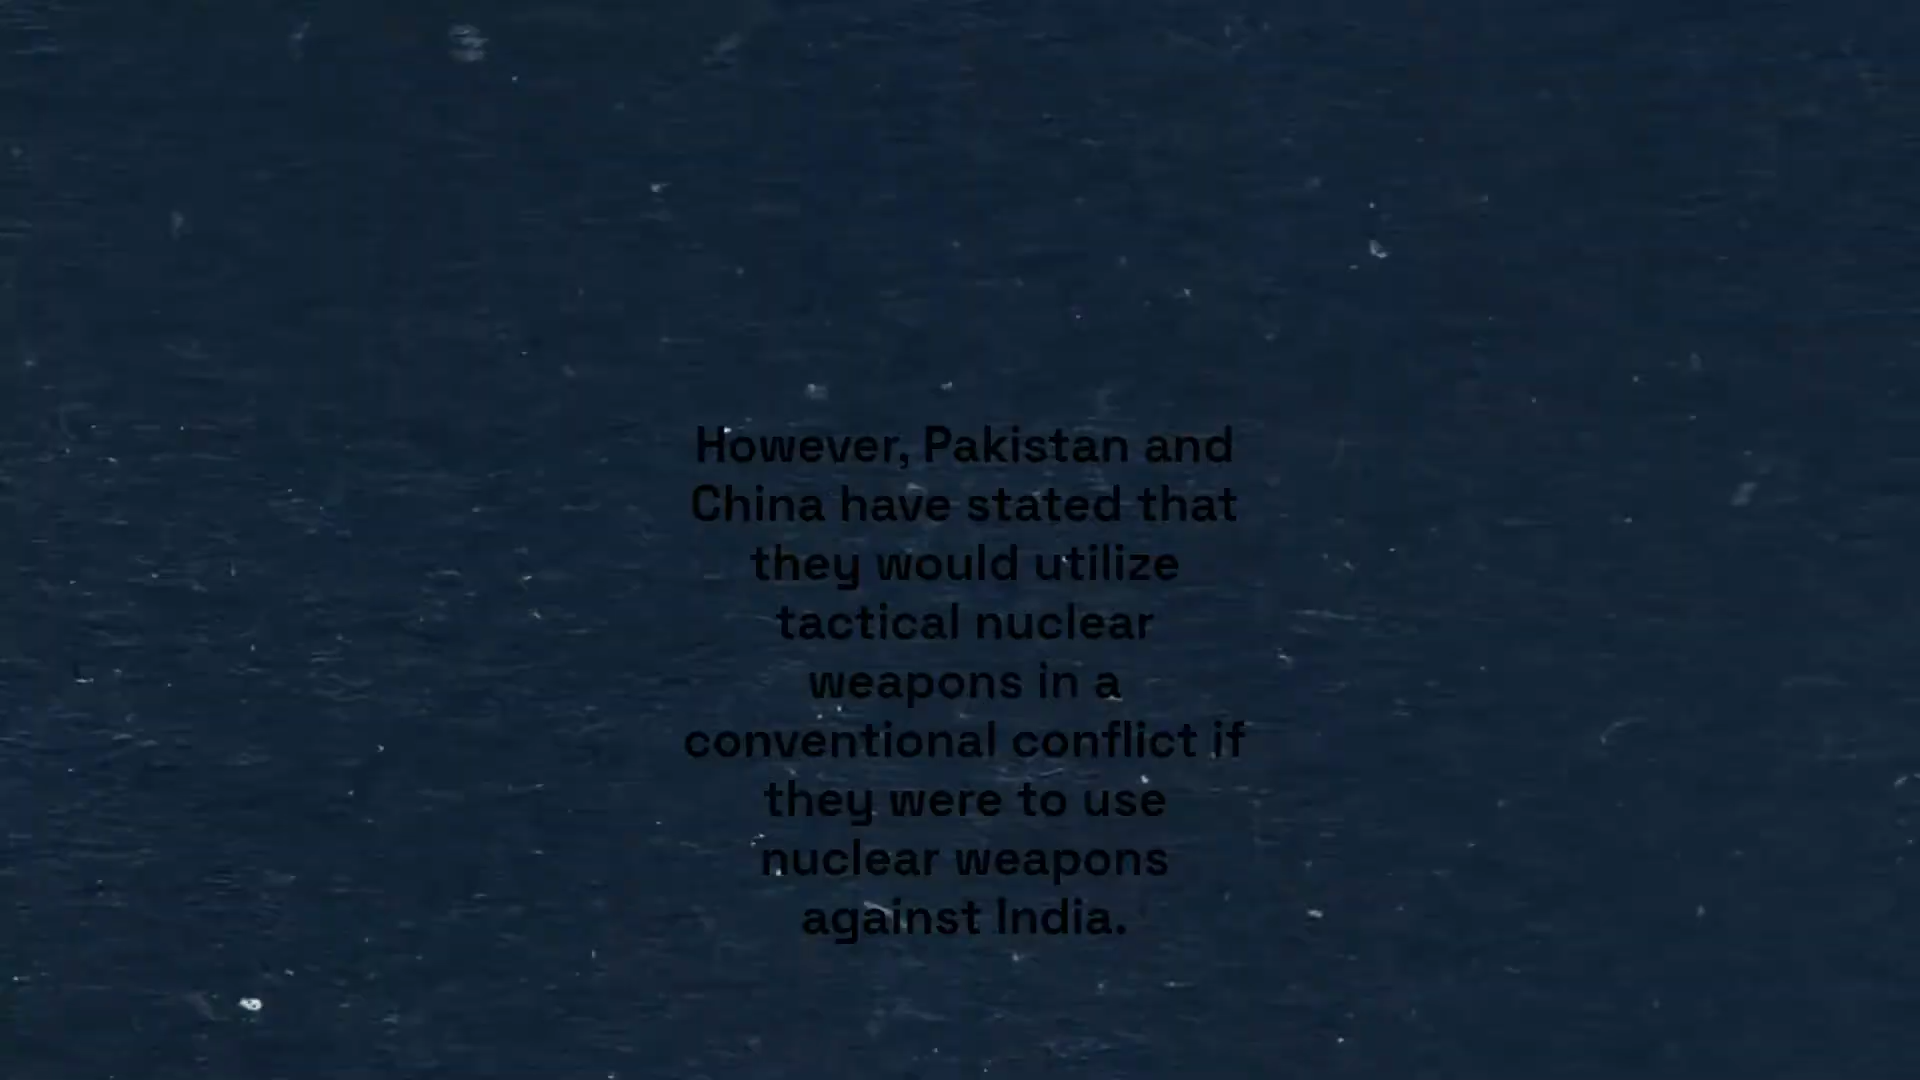 However, Pakistan and
China have stated that
they would utilize
tactical nuclear
weapons in a
conventional conflict if
they were to use
nuclear weapons
against India.